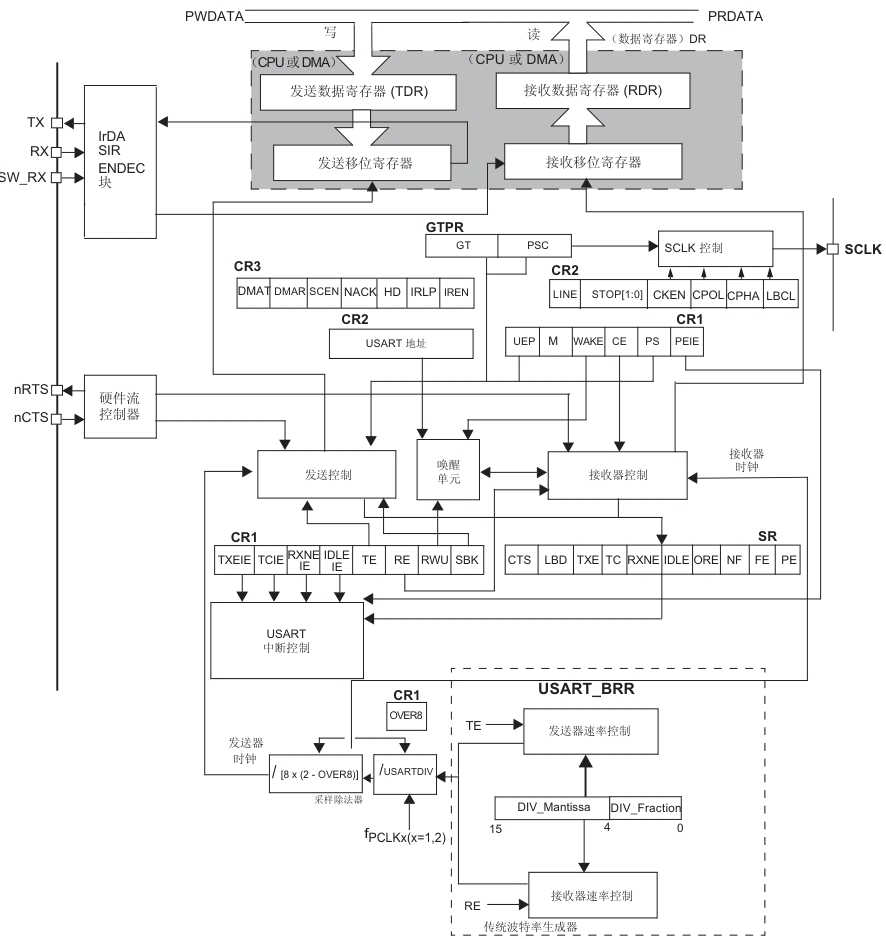 PWDATA
PRDATA
写
读
（数据寄存器）DR
（CPU 或 DMA）
（CPU 或 DMA）
发送数据寄存器 (TDR)
接收数据寄存器 (RDR)
TX
RX
SW_RX
IrDA
SIR
ENDEC
块
发送移位寄存器
接收移位寄存器
GTPR
GT
PSC
SCLK 控制
SCLK
CR3
DMAT
DMAR
SCEN
NACK
HD
IRLP
IREN
CR2
LINE
STOP[1:0]
CKEN
CPOL
CPHA
LBCL
CR2
USART 地址
CR1
UEP
M
WAKE
CE
PS
PEIE
nRTS
nCTS
硬件流
控制器
发送控制
唤醒
单元
接收器控制
接收器
时钟
CR1
TXEIE
TCIE
RXNE
IE
IDLE
IE
TE
RE
RWU
SBK
SR
CTS
LBD
TXE
TC
RXNE
IDLE
ORE
NF
FE
PE
USART
中断控制
CR1
OVER8
USART_BRR
TE
发送器速率控制
发送器
时钟
/ [8 x (2 - OVER8)]
/USARTDIV
采样除法器
fPCLKx(x=1,2)
DIV_Mantissa
DIV_Fraction
15
4
0
RE
接收器速率控制
传统波特率生成器